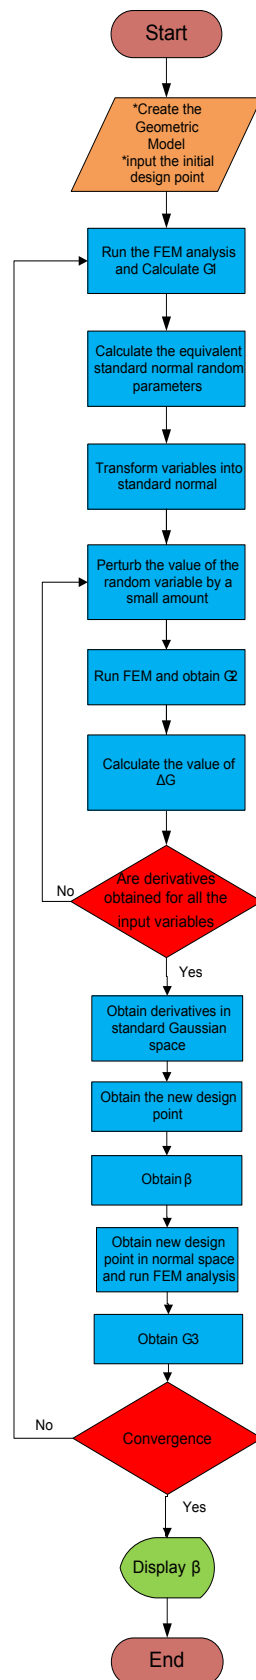 Start
*Create the
Geometric
Model
*input the initial
design point
Run the FEM analysis
and Calculate G1
Calculate the equivalent
standard normal random
parameters
Transform variables into
standard normal
Perturb the value of the
random variable by a
small amount
Run FEM and obtain G2
Calculate the value of
ΔG
Are derivatives
obtained for all the
input variables
No
Yes
Obtain derivatives in
standard Gaussian
space
Obtain the new design
point
Obtain β
Obtain new design
point in normal space
and run FEM analysis
Obtain G3
Convergence
No
Yes
Display β
End